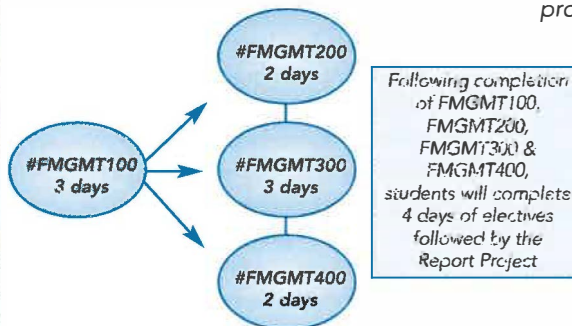 pro
#FMGMT200
2 days
#FMGMT100
3 days
#FMGMT300
3 days
#FMGMT400
2 days
Following completion
of FMGMT100,
FMGMT200,
FMGMT300 &
FMGMT400,
students will complete
4 days of electives
followed by the
Report Project